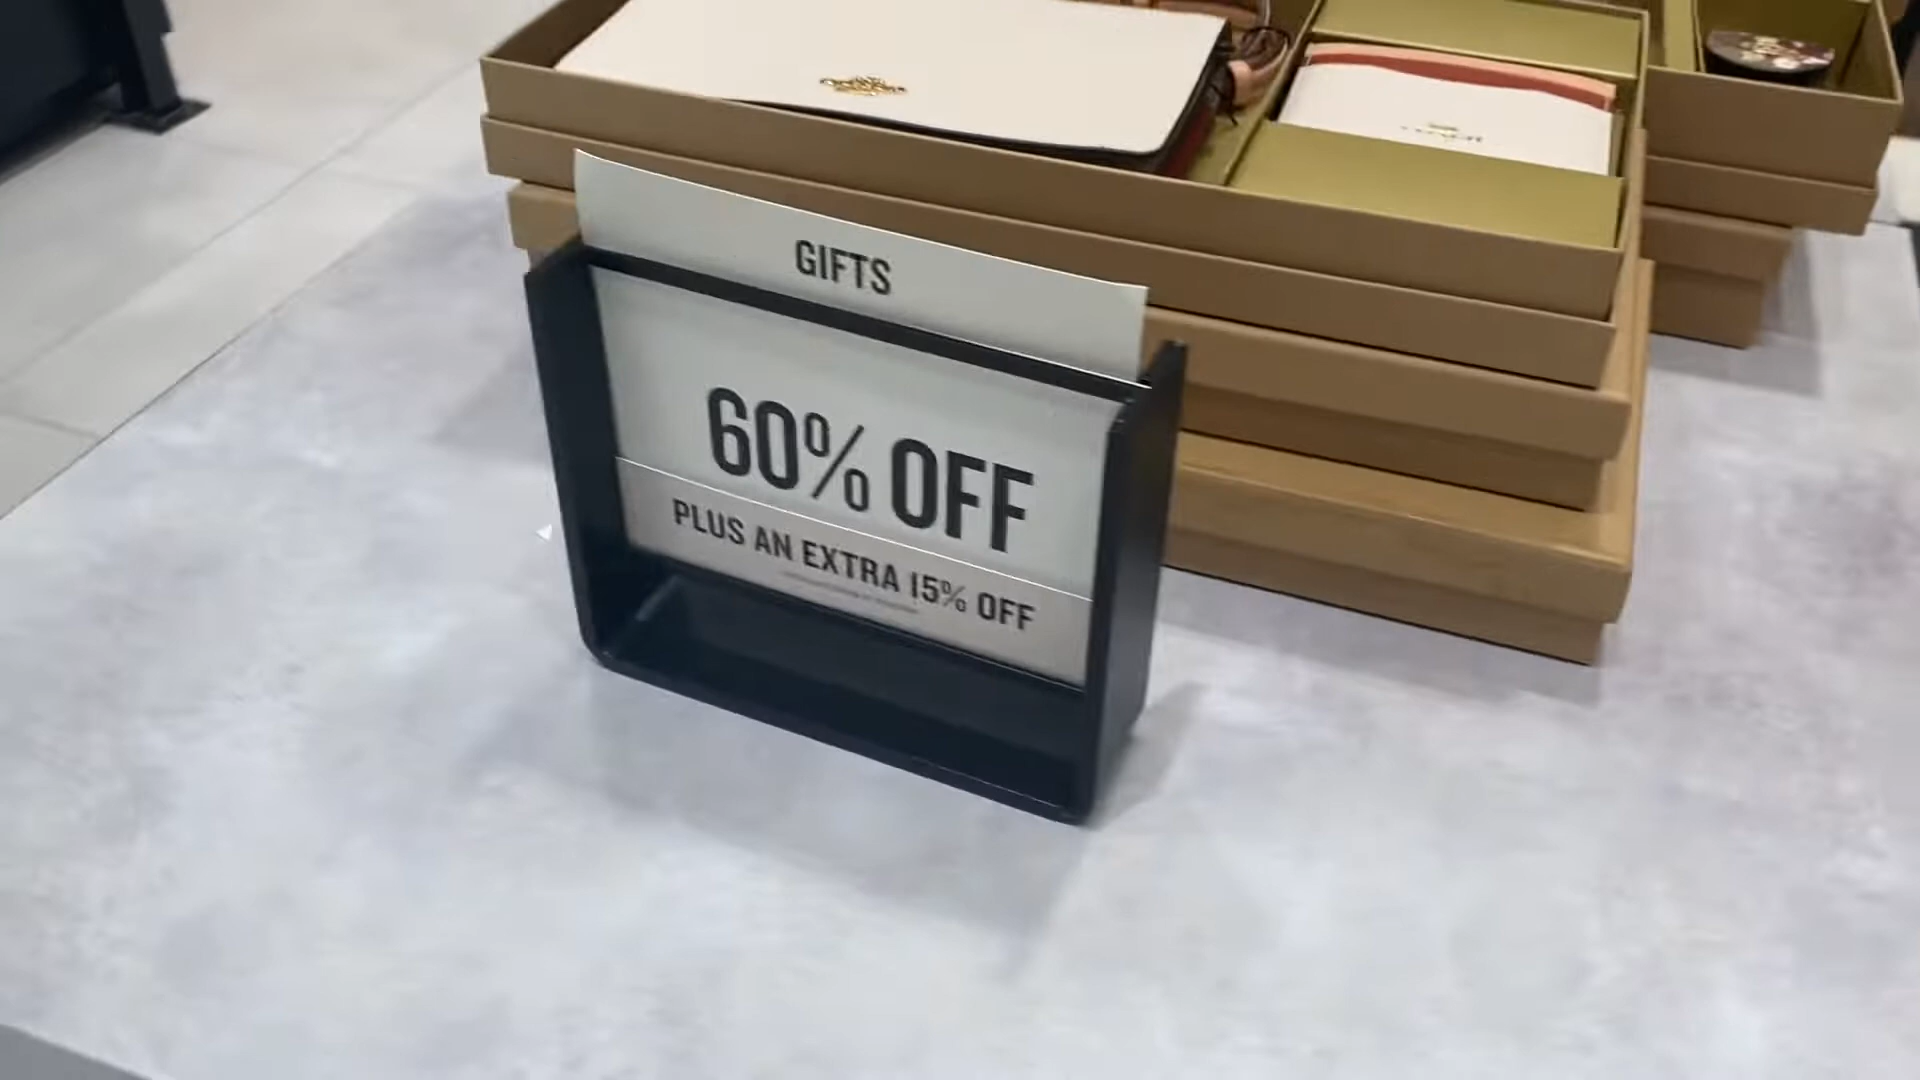 GIFTS
60% OFF
PLUS AN EXTRA 15% OFF